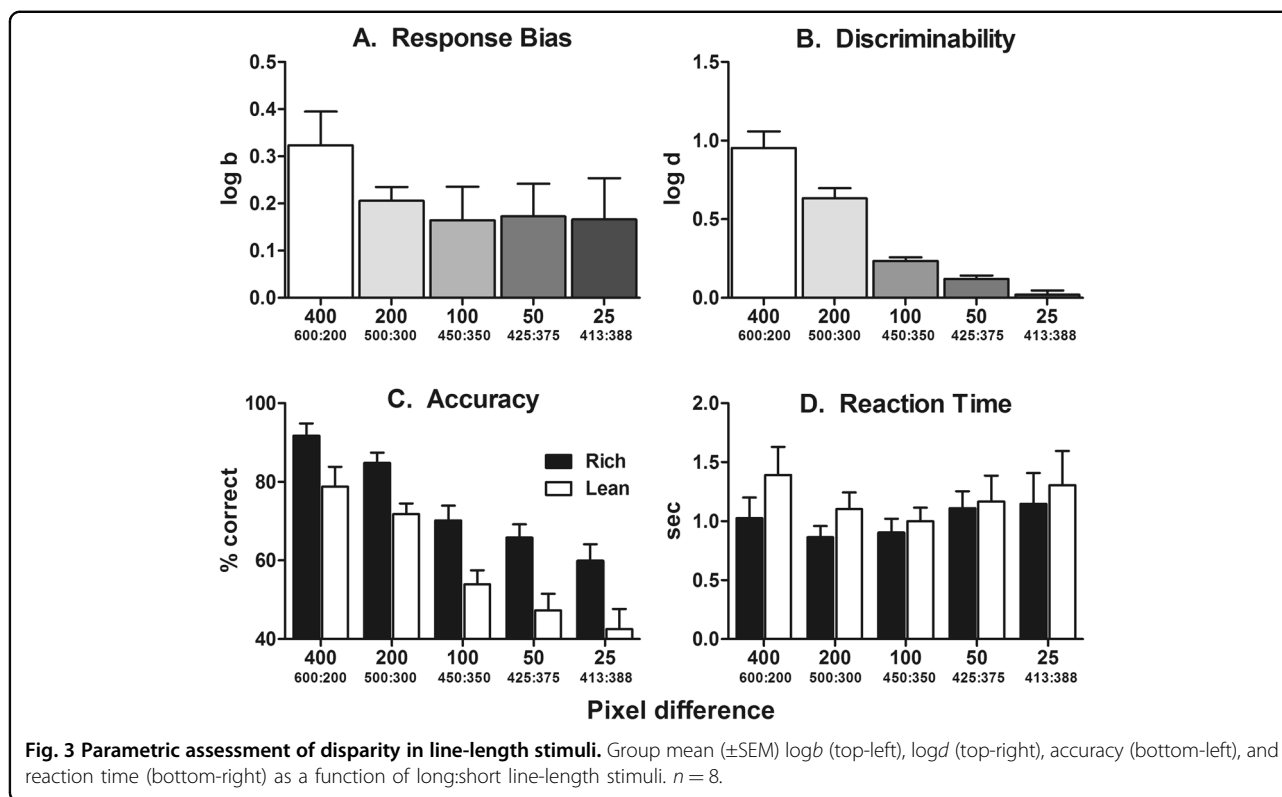 A. Response Bias
log b
0.5
0.4
0.3
0.2
0.1
0.0
400 200 100 50 25
600:200 500:300 450:350 425:375 413:388
B. Discriminability
log d
1.5
1.0
0.5
0.0
400 200 100 50 25
600:200 500:300 450:350 425:375 413:388
C. Accuracy
% correct
100
80
60
40
Rich
Lean
400 200 100 50 25
600:200 500:300 450:350 425:375 413:388
D. Reaction Time
sec
2.0
1.5
1.0
0.5
0.0
400 200 100 50 25
600:200 500:300 450:350 425:375 413:388
Pixel difference
Fig. 3 Parametric assessment of disparity in line-length stimuli. Group mean (±SEM) logb (top-left), logd (top-right), accuracy (bottom-left), and
reaction time (bottom-right) as a function of long:short line-length stimuli. n = 8.